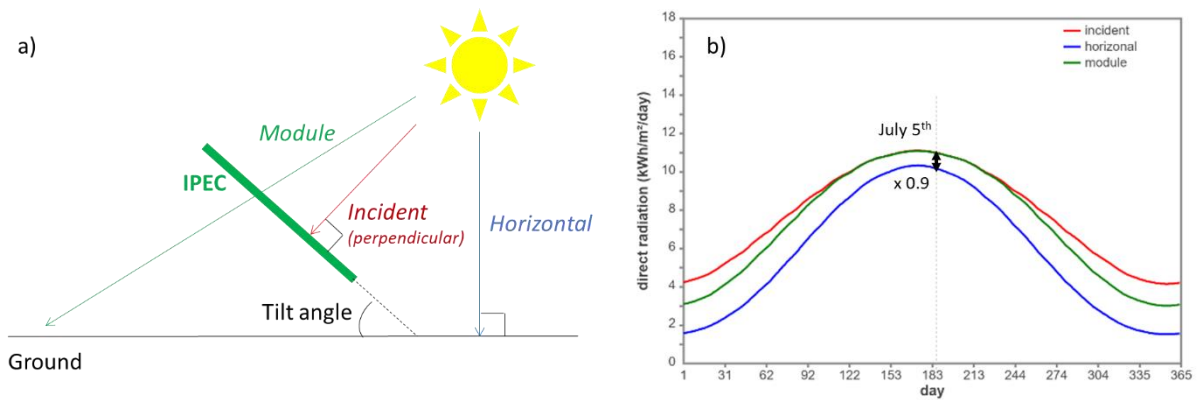 a)
Module
IPEC
Incident
(perpendicular)
Horizontal
Tilt angle
Ground
b)
incident
horizonal
module
direct radiation (kWh/m²/day)
18
16
14
12
10
8
6
4
2
0
July 5th
x 0.9
1 31 62 92 122 153 183 213 244 274 304 335 365
day